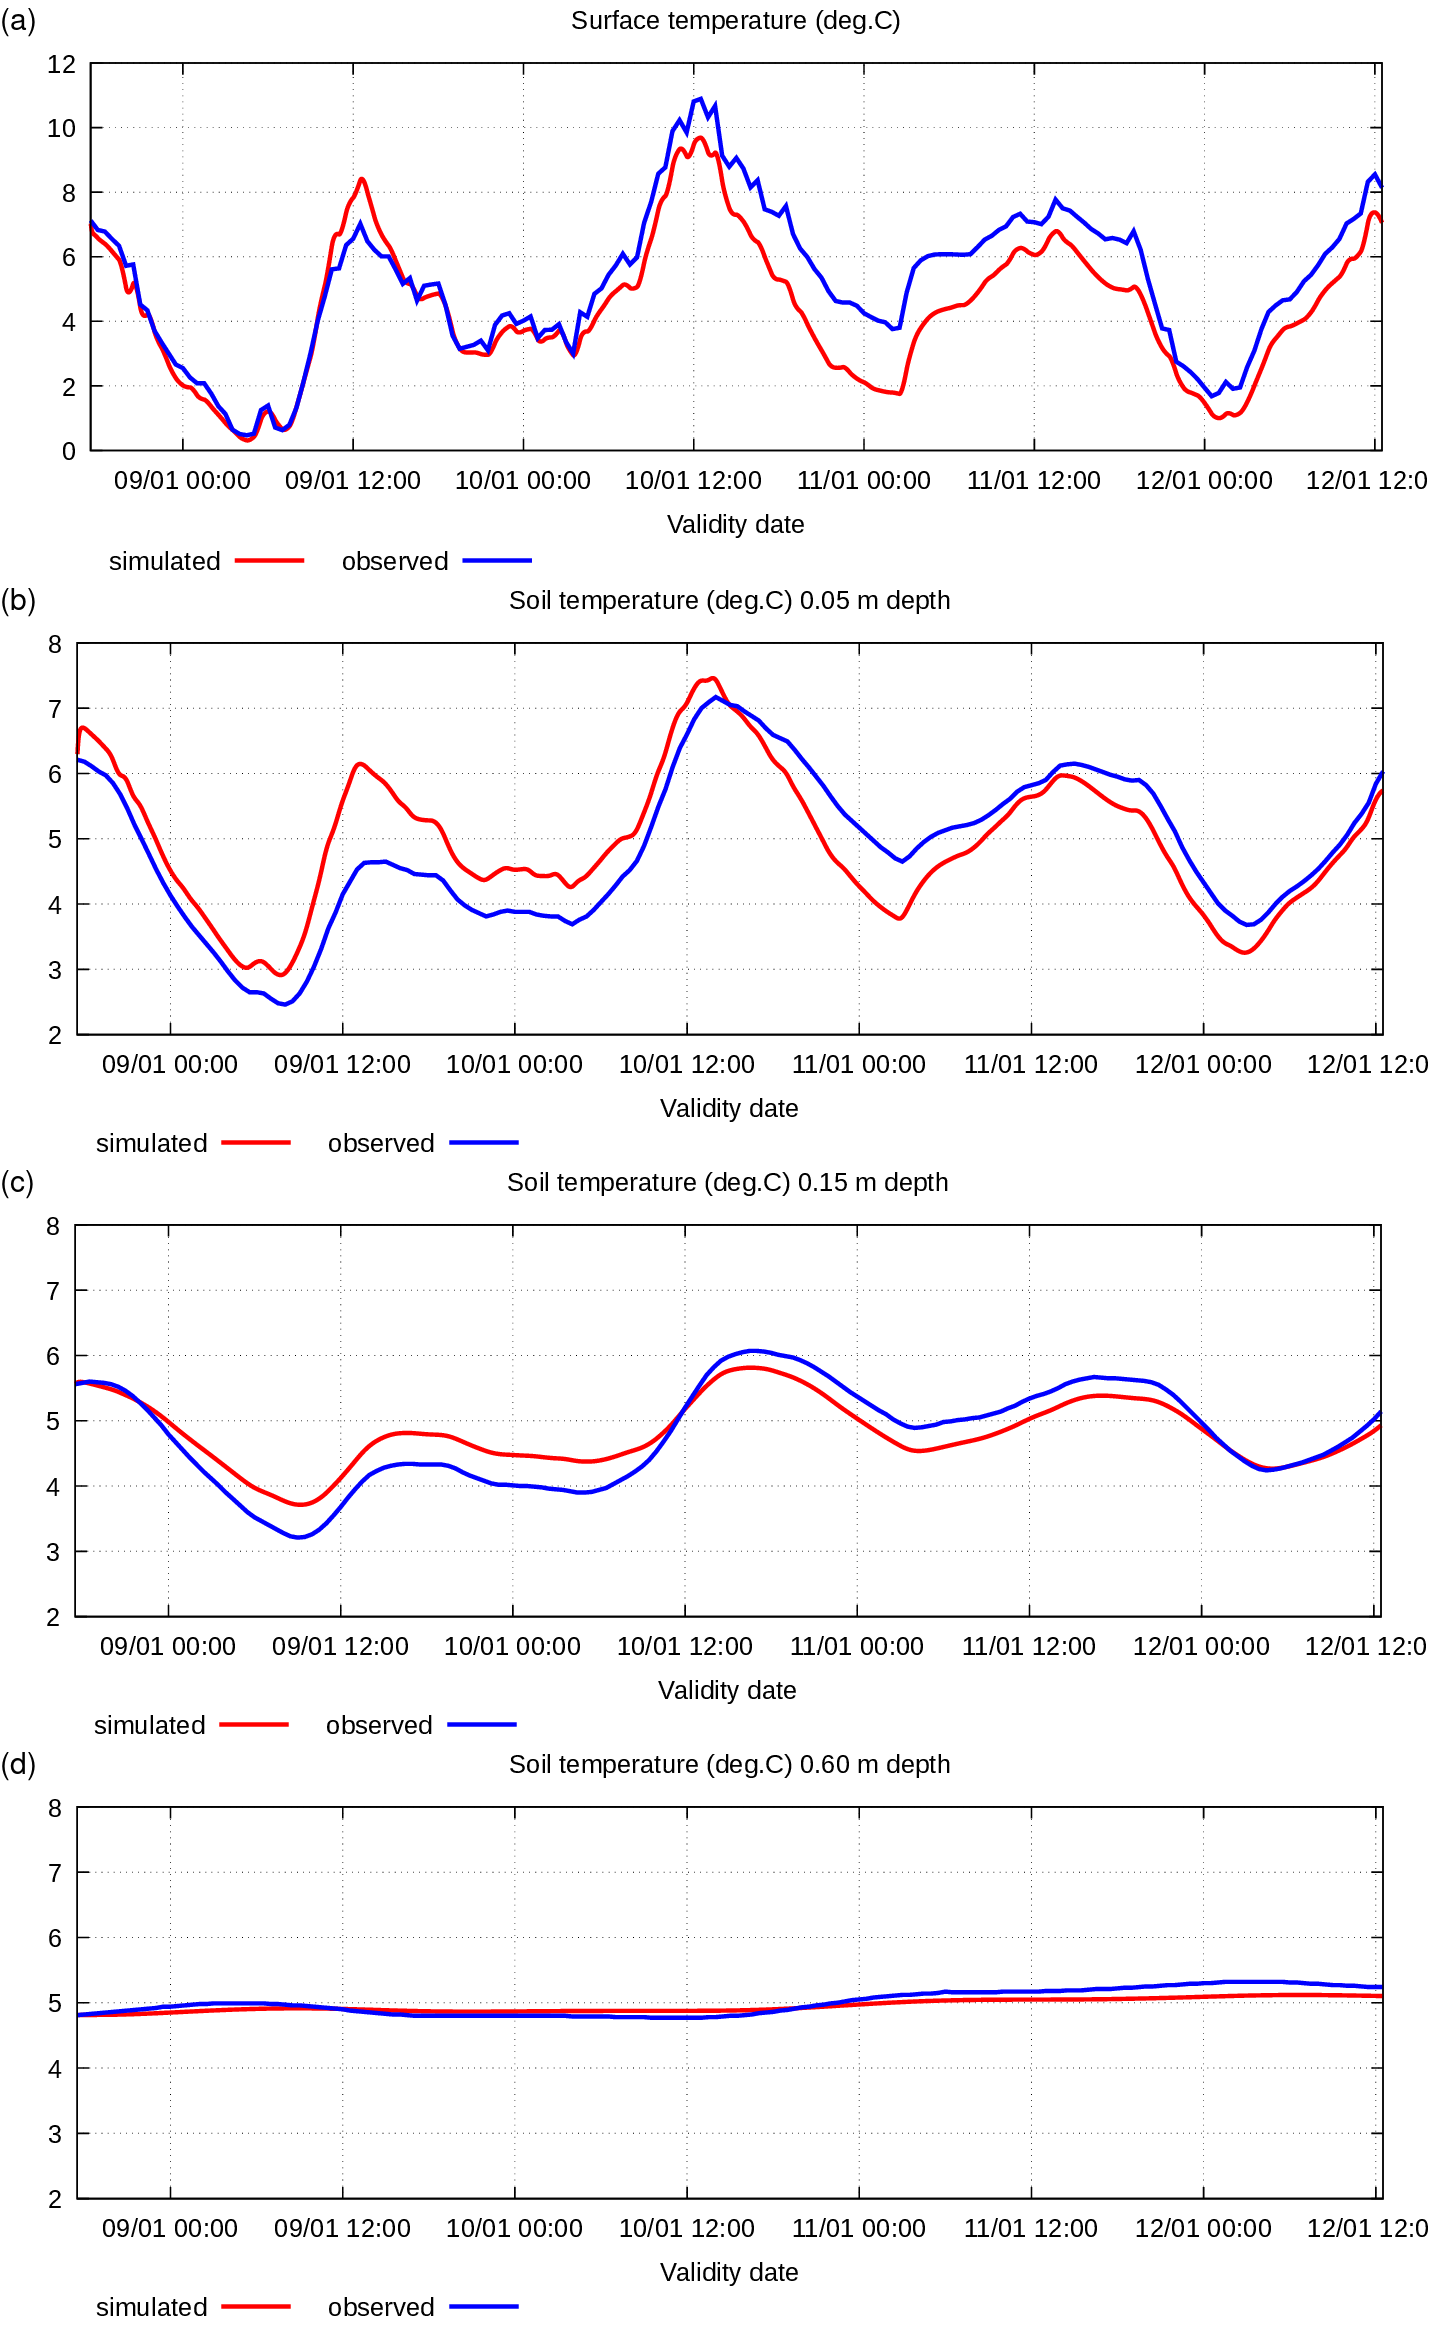 (a)
Surface temperature (deg.C)
12
10
8
6
4
2
0
09/01 00:00 09/01 12:00 10/01 00:00 10/01 12:00 11/01 00:00 11/01 12:00 12/01 00:00 12/01 12:0
Validity date
simulated observed
(b)
Soil temperature (deg.C) 0.05 m depth
8
7
6
5
4
3
2
09/01 00:00 09/01 12:00 10/01 00:00 10/01 12:00 11/01 00:00 11/01 12:00 12/01 00:00 12/01 12:0
Validity date
simulated observed
(c)
Soil temperature (deg.C) 0.15 m depth
8
7
6
5
4
3
2
09/01 00:00 09/01 12:00 10/01 00:00 10/01 12:00 11/01 00:00 11/01 12:00 12/01 00:00 12/01 12:0
Validity date
simulated observed
(d)
Soil temperature (deg.C) 0.60 m depth
8
7
6
5
4
3
2
09/01 00:00 09/01 12:00 10/01 00:00 10/01 12:00 11/01 00:00 11/01 12:00 12/01 00:00 12/01 12:0
Validity date
simulated observed